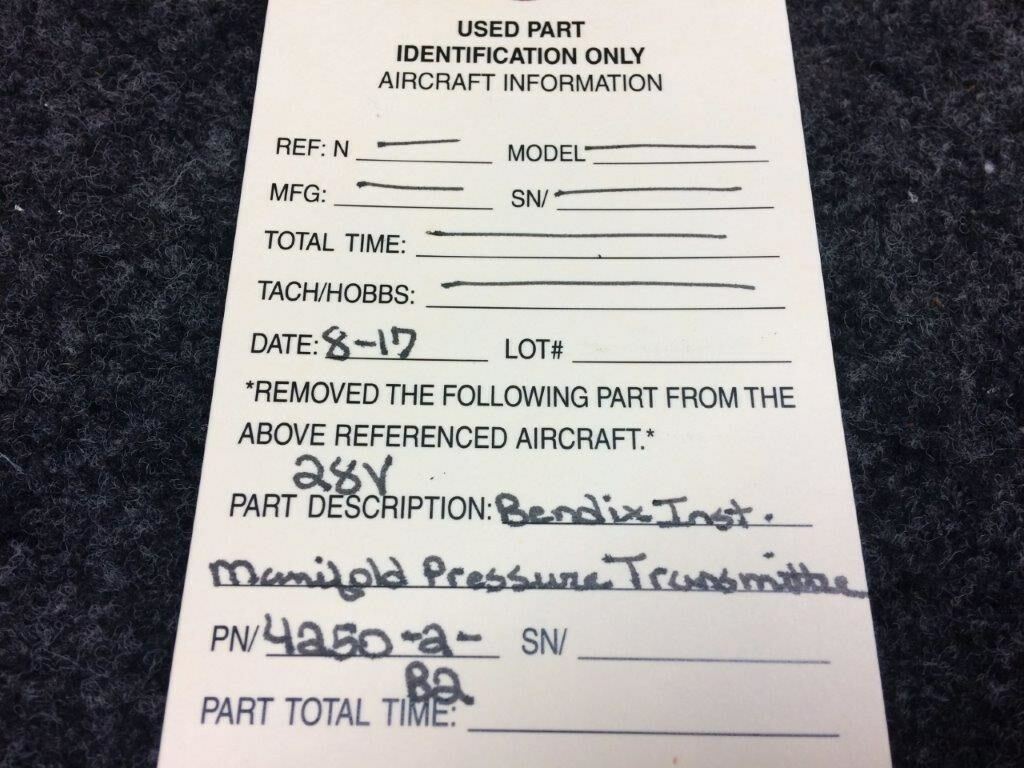 USED PART
IDENTIFICATION ONLY
AIRCRAFT INFORMATION
REF: N MODEL
MFG: SN/
TOTAL TIME:
TACH/HOBBS:
DATE: 8-17 LOT#
*REMOVED THE FOLLOWING PART FROM THE
ABOVE REFERENCED AIRCRAFT.*
28V
PART DESCRIPTION: Bendix Inst.
Manifold Pressure Transmitter
PN/ 4250-2- SN/
B2
PART TOTAL TIME: